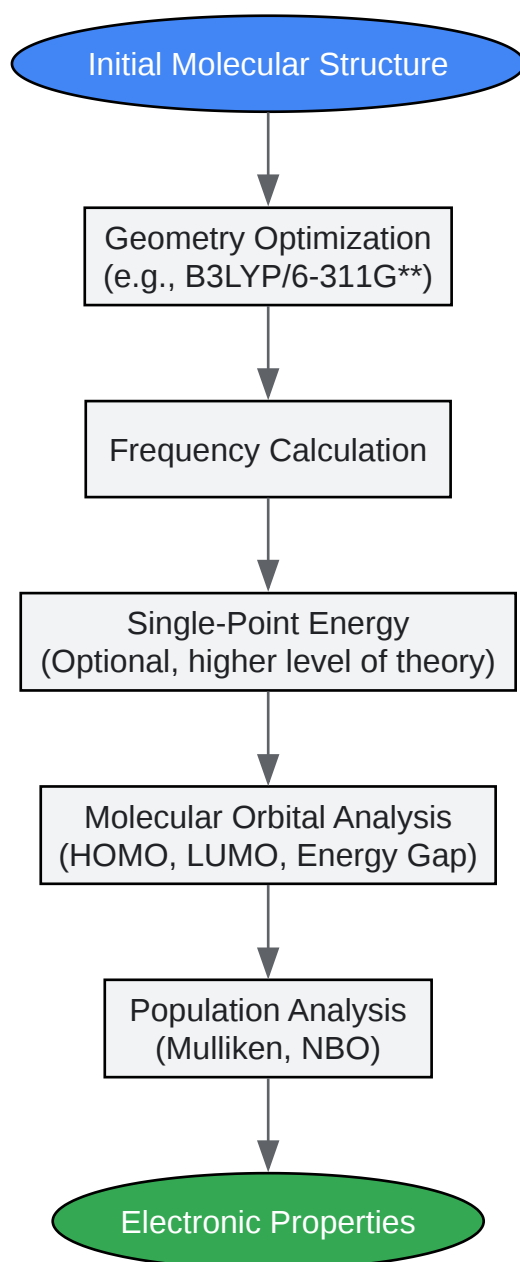 Initial Molecular Structure
Geometry Optimization
(e.g., B3LYP/6-311G**)
Frequency Calculation
Single-Point Energy
(Optional, higher level of theory)
Molecular Orbital Analysis
(HOMO, LUMO, Energy Gap)
Population Analysis
(Mulliken, NBO)
Electronic Properties